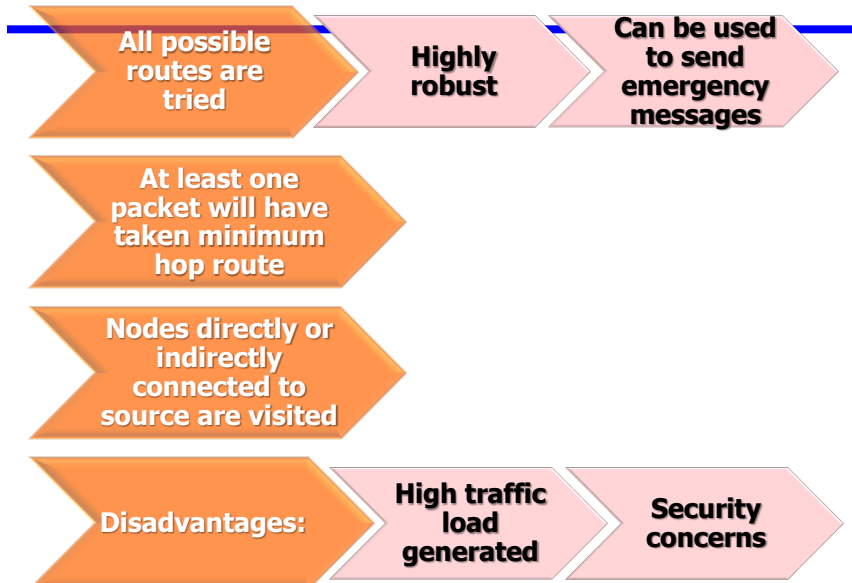 All possible
routes are
tried
Highly
robust
Can be used
to send
emergency
messages
At least one
packet will have
taken minimum
hop route
Nodes directly or
indirectly
connected to
source are visited
Disadvantages:
High traffic
load
generated
Security
concerns